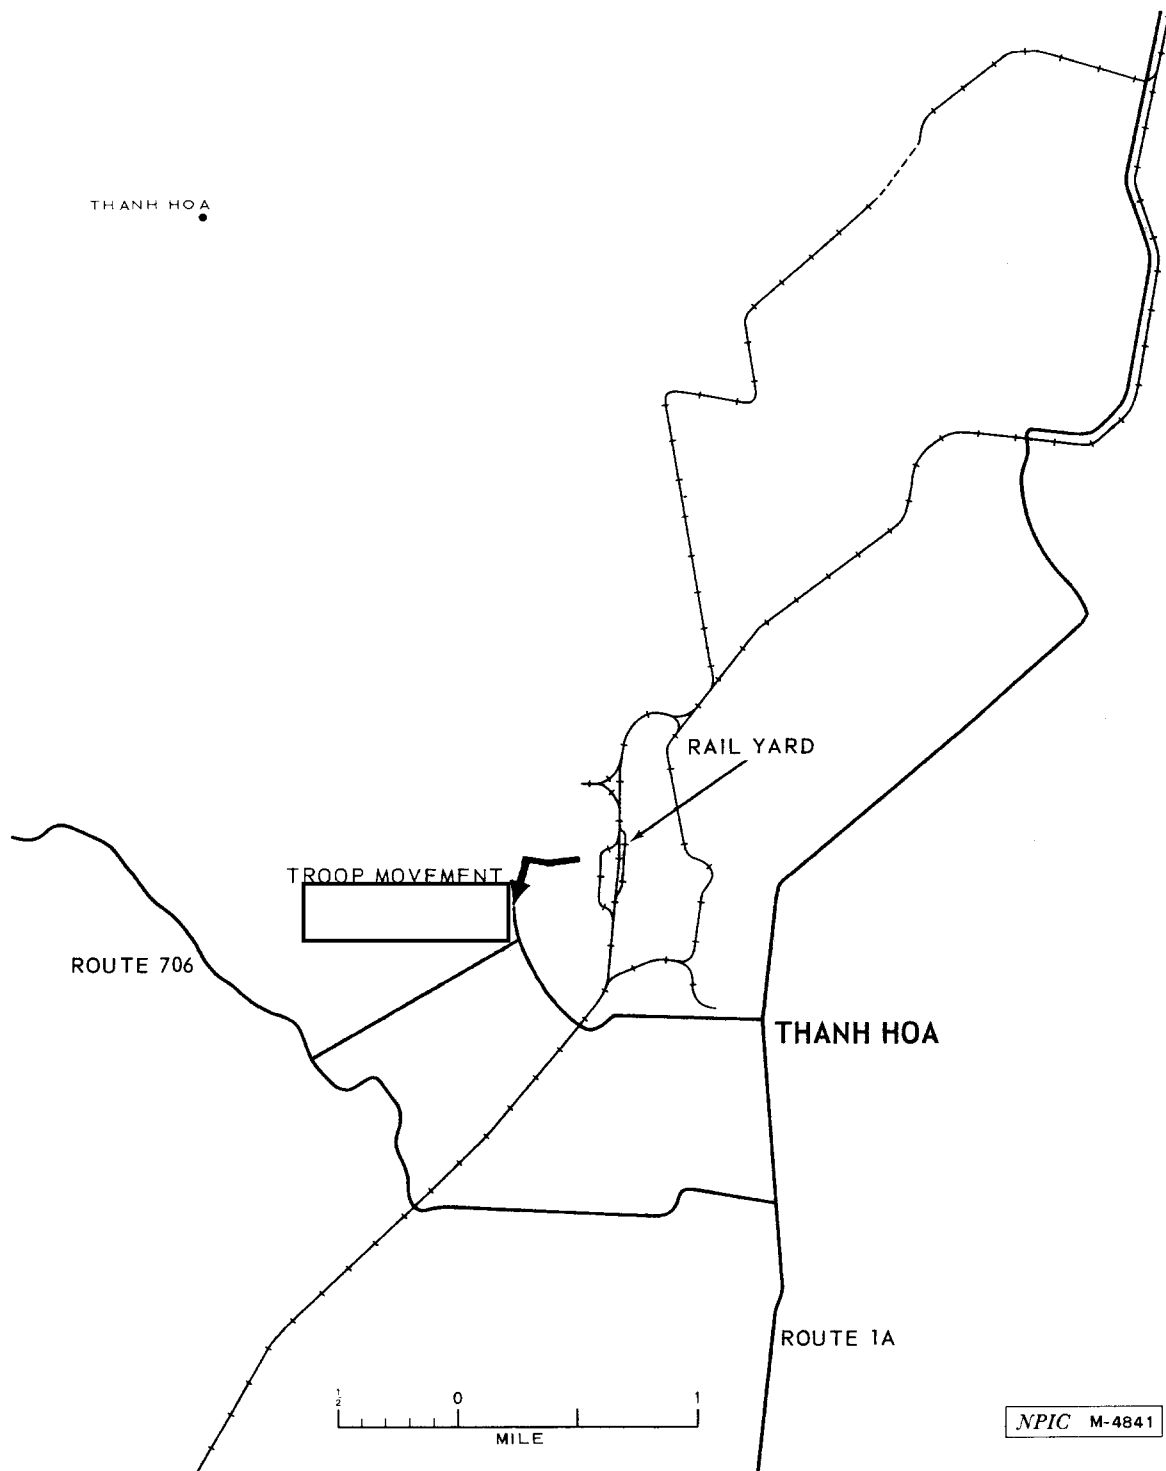 THANH HOA
RAIL YARD
TROOP MOVEMENT
ROUTE 706
THANH HOA
ROUTE 1A
1/2 0 1
MILE
NPIC M-4841